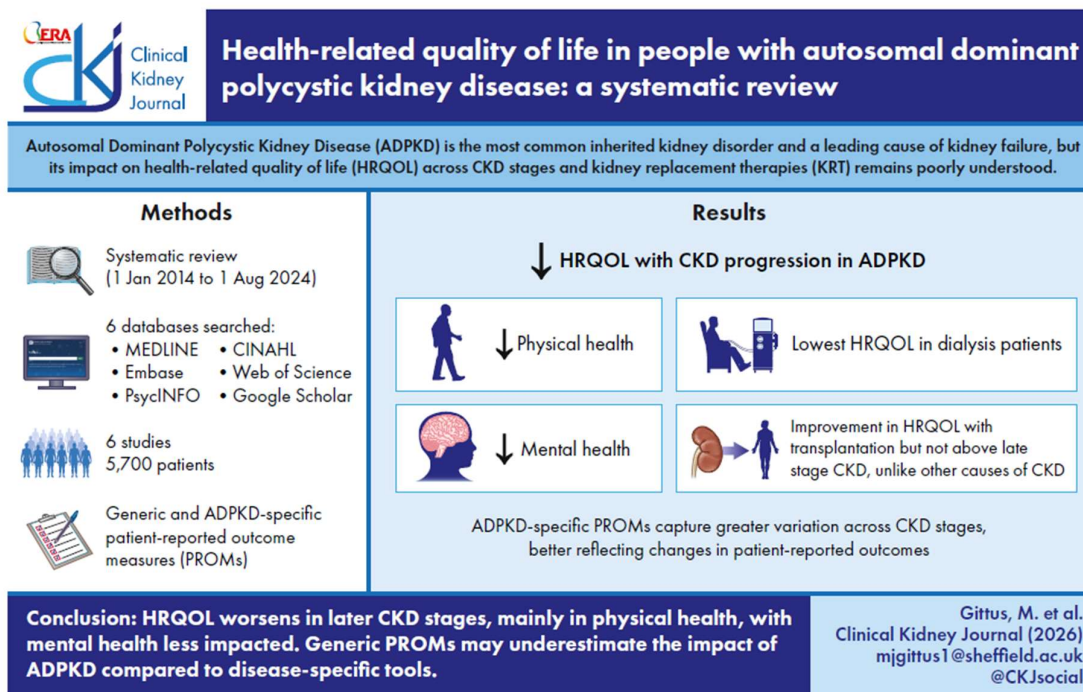 ERA
CKJ
Clinical
Kidney
Journal
Health-related quality of life in people with autosomal dominant
polycystic kidney disease: a systematic review
Autosomal Dominant Polycystic Kidney Disease (ADPKD) is the most common inherited kidney disorder and a leading cause of kidney failure, but
its impact on health-related quality of life (HRQOL) across CKD stages and kidney replacement therapies (KRT) remains poorly understood.
Methods
Systematic review
(1 Jan 2014 to 1 Aug 2024)
6 databases searched:
• MEDLINE • CINAHL
• Embase • Web of Science
• PsycINFO • Google Scholar
6 studies
5,700 patients
Generic and ADPKD-specific
patient-reported outcome
measures (PROMs)
Results
↓ HRQOL with CKD progression in ADPKD
↓ Physical health
Lowest HRQOL in dialysis patients
↓ Mental health
Improvement in HRQOL with
transplantation but not above late
stage CKD, unlike other causes of CKD
ADPKD-specific PROMs capture greater variation across CKD stages,
better reflecting changes in patient-reported outcomes
Conclusion: HRQOL worsens in later CKD stages, mainly in physical health, with
mental health less impacted. Generic PROMs may underestimate the impact of
ADPKD compared to disease-specific tools.
Gittus, M. et al.
Clinical Kidney Journal (2026)
mjgittus1@sheffield.ac.uk
@CKJsocial